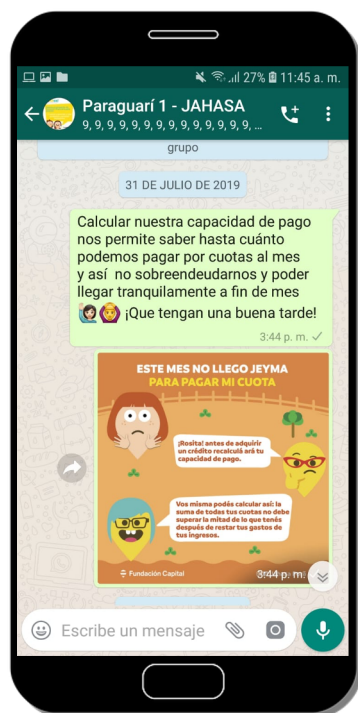 27% 11:45 a. m.
Paraguarí 1 - JAHASA
9, 9, 9, 9, 9, 9, 9, 9, 9, 9, 9, 9, 9, 9, ...
grupo
31 DE JULIO DE 2019
Calcular nuestra capacidad de pago
nos permite saber hasta cuánto
podemos pagar por cuotas al mes
y así no sobreendeudarnos y poder
llegar tranquilamente a fin de mes
¡Que tengan una buena tarde!
3:44 p. m.
ESTE MES NO LLEGO JEYMA
PARA PAGAR MI CUOTA
¡Rosita! antes de adquirir
un crédito recalculá ará tu
capacidad de pago.
Vos misma podés calcular así: la
suma de todas tus cuotas no debe
superar la mitad de lo que tenés
después de restar tus gastos de
tus ingresos.
Fundación Capital
3:44 p. m.
Escribe un mensaje